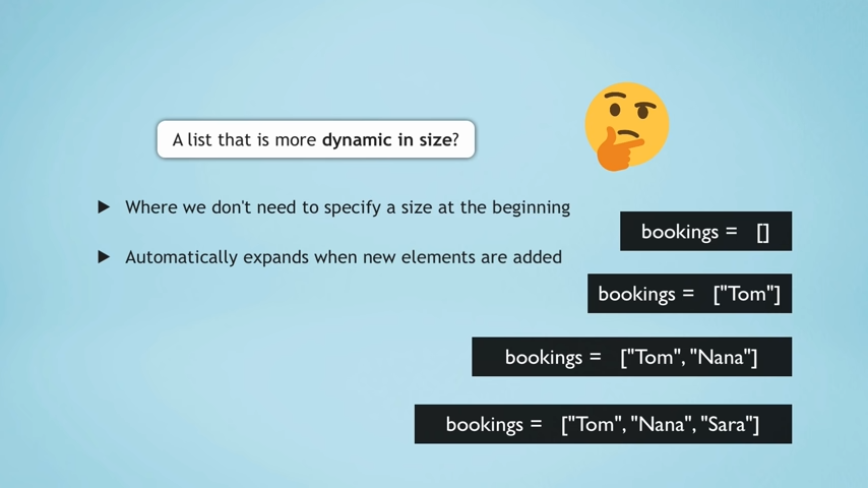 A list that is more dynamic in size?
▶ Where we don't need to specify a size at the beginning
▶ Automatically expands when new elements are added
bookings = []
bookings = ["Tom"]
bookings = ["Tom", "Nana"]
bookings = ["Tom", "Nana", "Sara"]